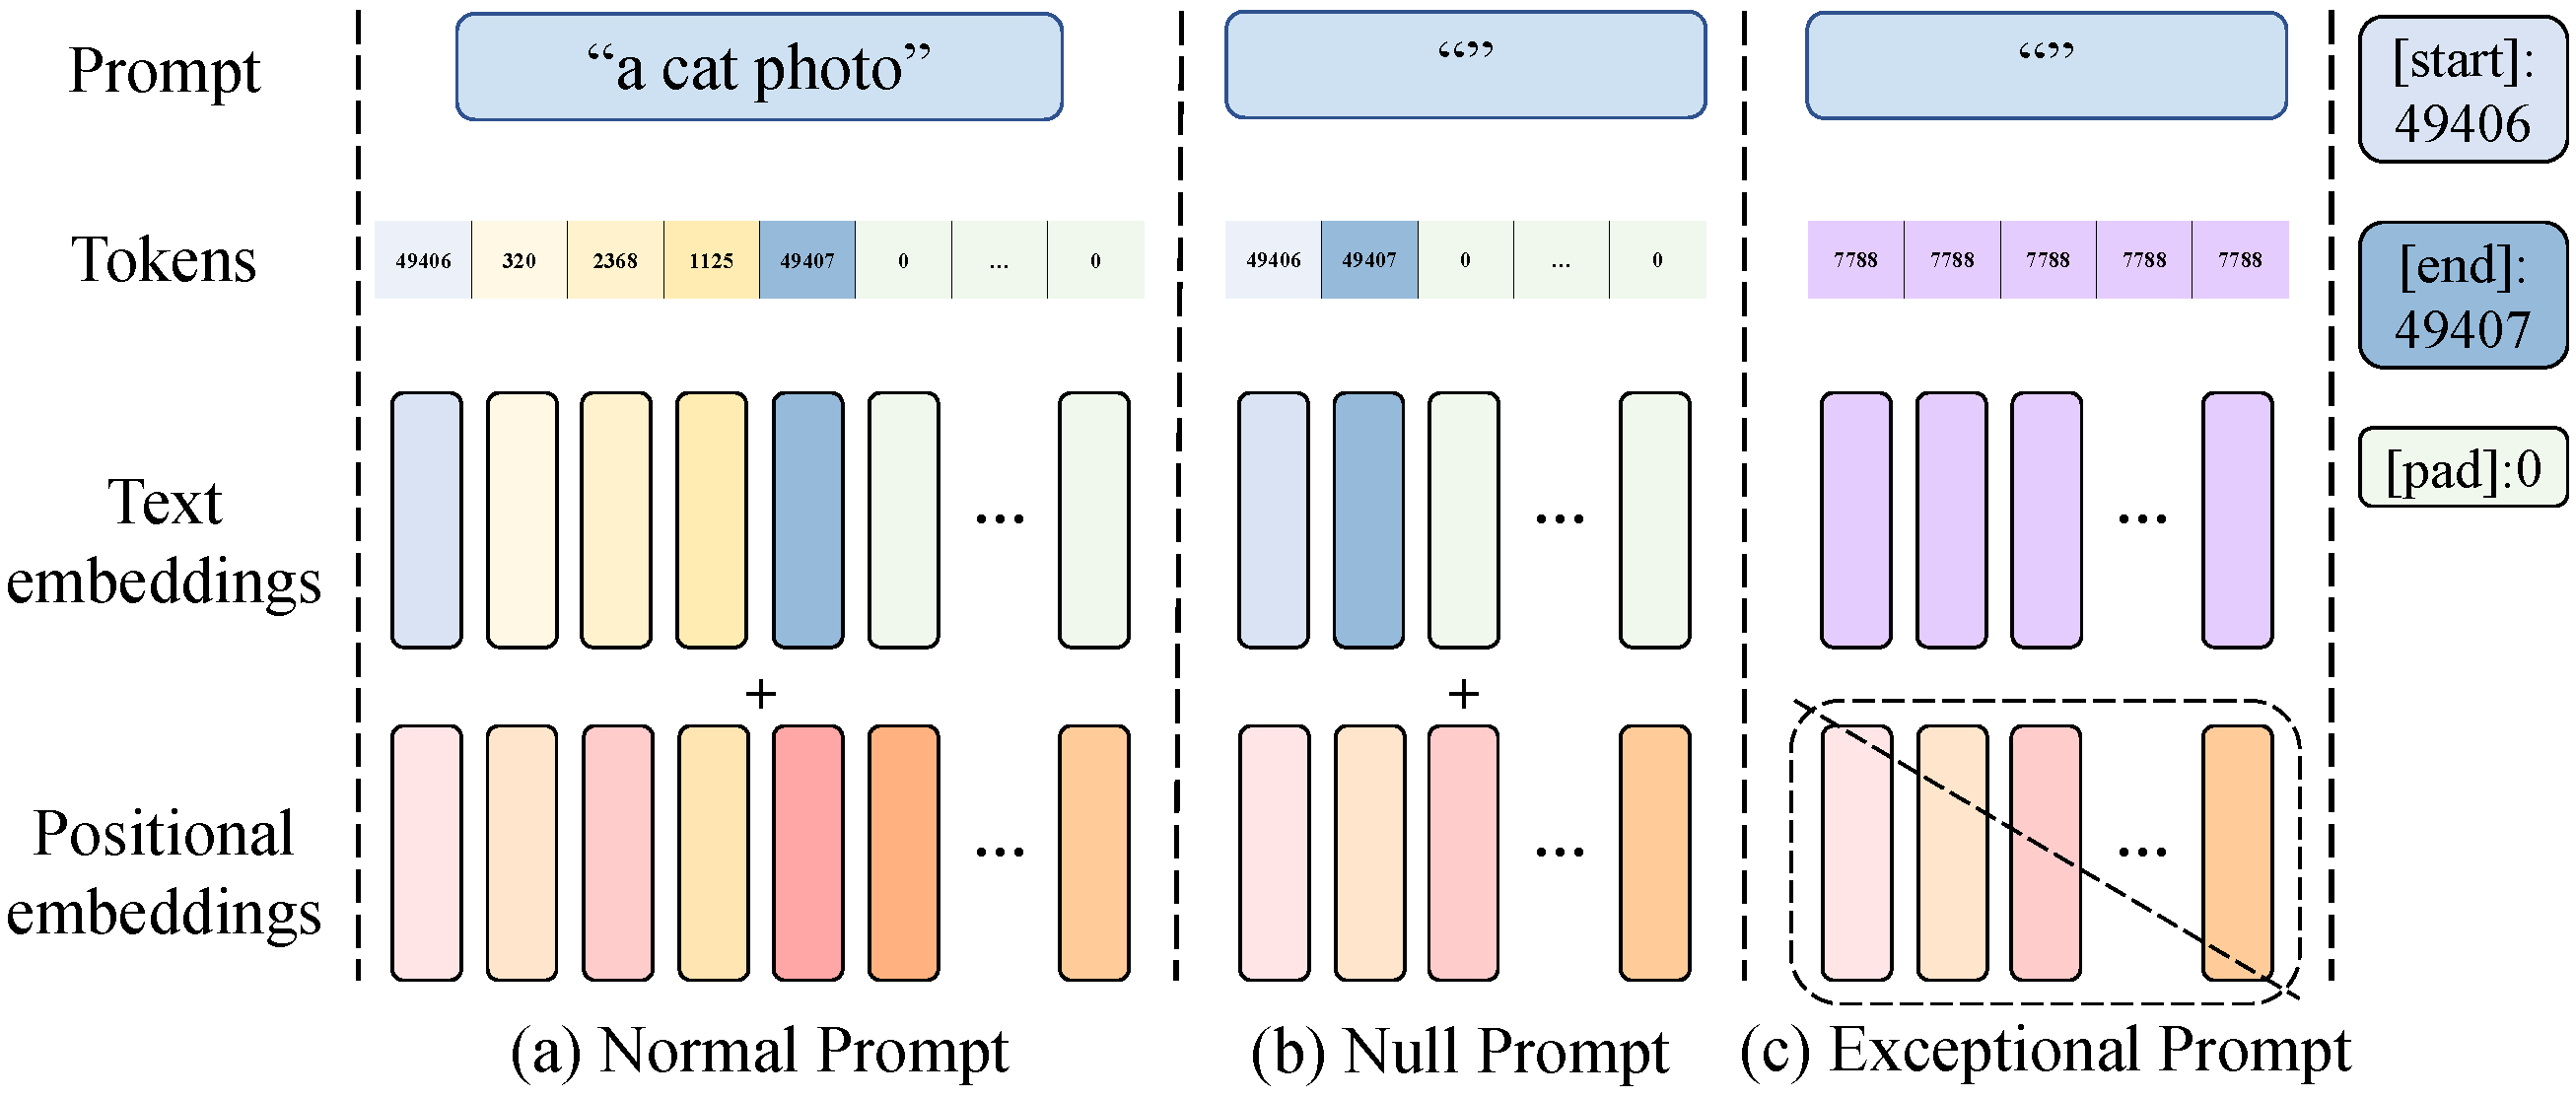 Prompt
“a cat photo”
“”
“”
[start]:
49406
Tokens
49406 320 2368 1125 49407 0 ... 0
49406 49407 0 ... 0
7788 7788 7788 7788 7788
[end]:
49407
[pad]:0
Text
embeddings
...
...
...
+
+
Positional
embeddings
...
...
...
(a) Normal Prompt
(b) Null Prompt
(c) Exceptional Prompt